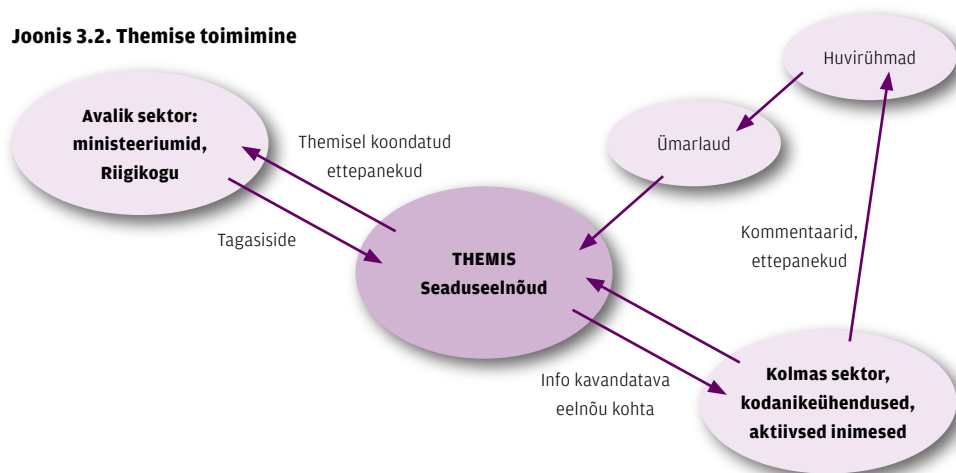 Joonis 3.2. Themise toimimine
Huvirühmad
Avalik sektor:
ministeeriumid,
Riigikogu
Themisel koondatud
ettepanekud
Ümarlaud
Tagasiside
Kommentaarid,
ettepanekud
THEMIS
Seaduseelnõud
Info kavandatava
eelnõu kohta
Kolmas sektor,
kodanikeühendused,
aktiivsed inimesed